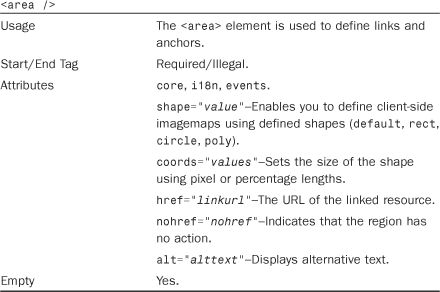 <area />
Usage
The <area> element is used to define links and
anchors.
Start/End Tag
Required/Illegal.
Attributes
core, i18n, events.
shape="value"–Enables you to define client-side
imagemaps using defined shapes (default, rect,
circle, poly).
coords="values"–Sets the size of the shape
using pixel or percentage lengths.
href="linkurl"–The URL of the linked resource.
nohref="nohref"–Indicates that the region has
no action.
alt="alttext"–Displays alternative text.
Empty
Yes.